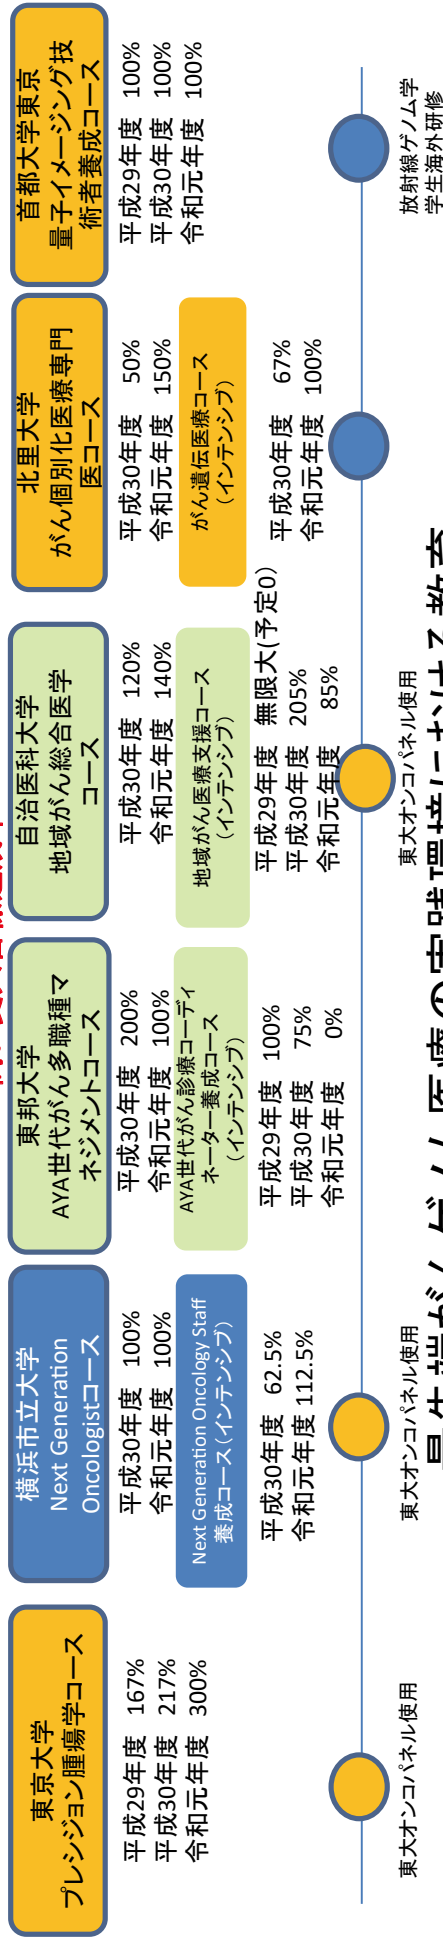 東京大学
プレシジョン腫瘍学コース
平成29年度 167%
平成30年度 217%
令和元年度 300%
東大オンコパネル使用
横浜市立大学
Next Generation
Oncologistコース
平成30年度 100%
令和元年度 100%
Next Generation Oncology Staff
養成コース(インテンシブ)
平成30年度 62.5%
令和元年度 112.5%
東大オンコパネル使用
東邦大学
AYA世代がん多職種マ
ネジメントコース
平成30年度 200%
令和元年度 100%
AYA世代がん診療コーディ
ネーター養成コース
(インテンシブ)
平成29年度 100%
平成30年度 75%
令和元年度 0%
自治医科大学
地域がん総合医学
コース
平成30年度 120%
令和元年度 140%
地域がん医療支援コース
(インテンシブ)
平成29年度 無限大(予定0)
平成30年度 205%
令和元年度 85%
東大オンコパネル使用
北里大学
がん個別化医療専門
医コース
平成30年度 50%
令和元年度 150%
がん遺伝医療コース
(インテンシブ)
平成30年度 67%
令和元年度 100%
首都大学東京
量子イメージング技
術者養成コース
平成29年度 100%
平成30年度 100%
令和元年度 100%
放射線ゲノム学
学生海外研修
最先端がんゲノム医療の実践環境における教育